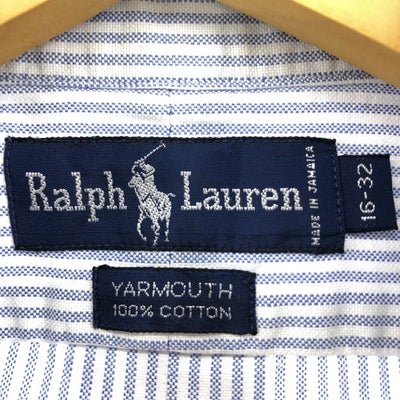 Ralph Lauren
MADE IN JAMAICA
16-32
YARMOUTH
100% COTTON